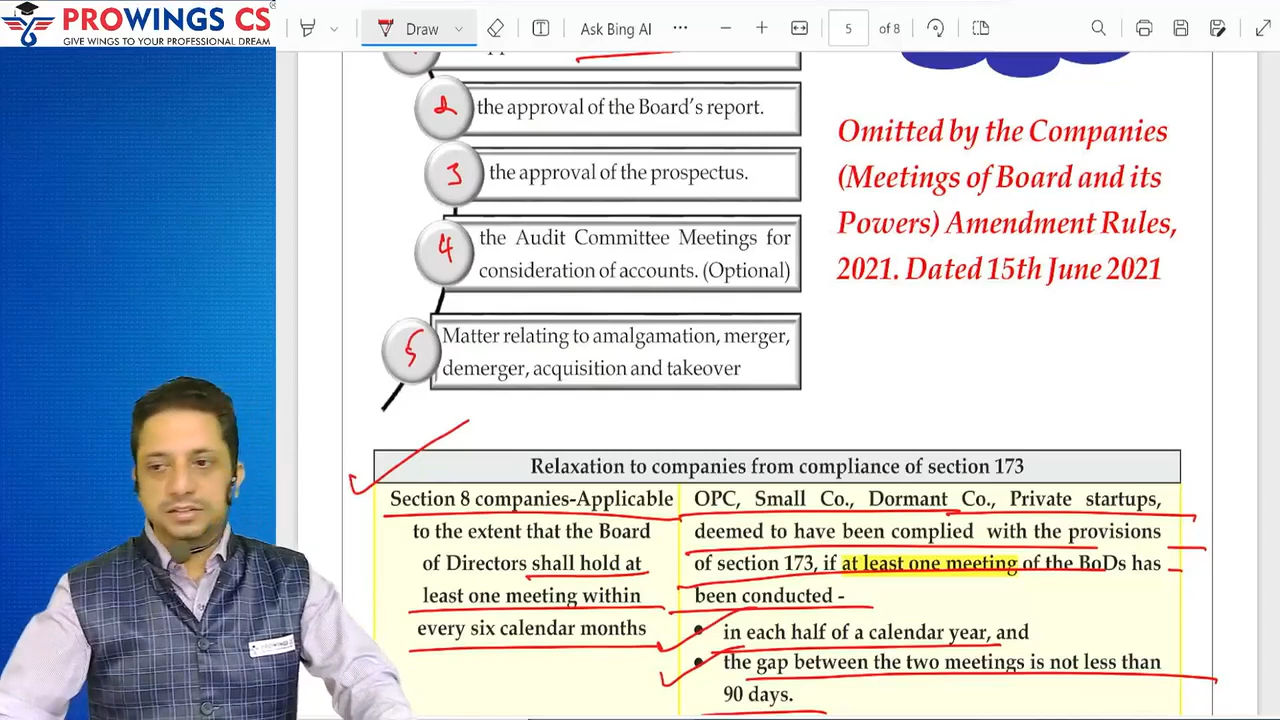 PROWINGS CS
GIVE WINGS TO YOUR PROFESSIONAL DREAM
Draw
Ask Bing AI
5
of 8
2
the approval of the Board's report.
3
the approval of the prospectus.
4
the Audit Committee Meetings for
consideration of accounts. (Optional)
5
Matter relating to amalgamation, merger,
demerger, acquisition and takeover
Omitted by the Companies
(Meetings of Board and its
Powers) Amendment Rules,
2021. Dated 15th June 2021
Relaxation to companies from compliance of section 173
Section 8 companies-Applicable
to the extent that the Board
of Directors shall hold at
least one meeting within
every six calendar months
OPC, Small Co., Dormant Co., Private startups,
deemed to have been complied with the provisions
of section 173, if at least one meeting of the BoDs has
been conducted -
• in each half of a calendar year, and
• the gap between the two meetings is not less than
90 days.